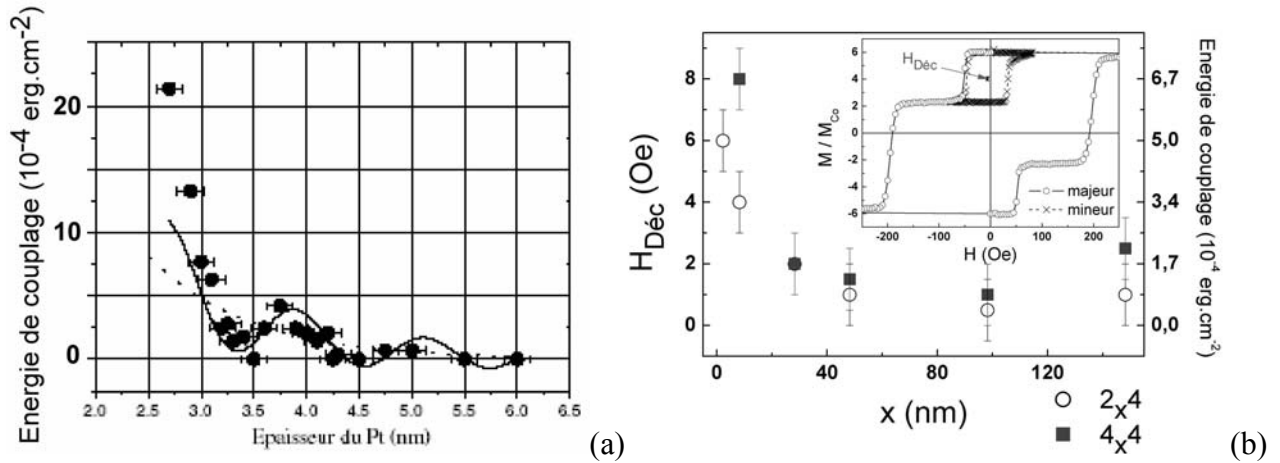 Energie de couplage (10⁻⁴ erg.cm⁻²)
20
10
0
2.0 2.5 3.0 3.5 4.0 4.5 5.0 5.5 6.0 6.5
Epaisseur du Pt (nm)
(a)
H_Déc (Oe)
8
6
4
2
0
0 40 80 120
x (nm)
Energie de couplage (10⁻⁴ erg.cm⁻²)
6,7
5,0
3,4
1,7
0,0
M / M_Co
6
4
2
0
-2
-4
-6
H_Déc
majeur
mineur
-200 -100 0 100 200
H (Oe)
2x4
4x4
(b)